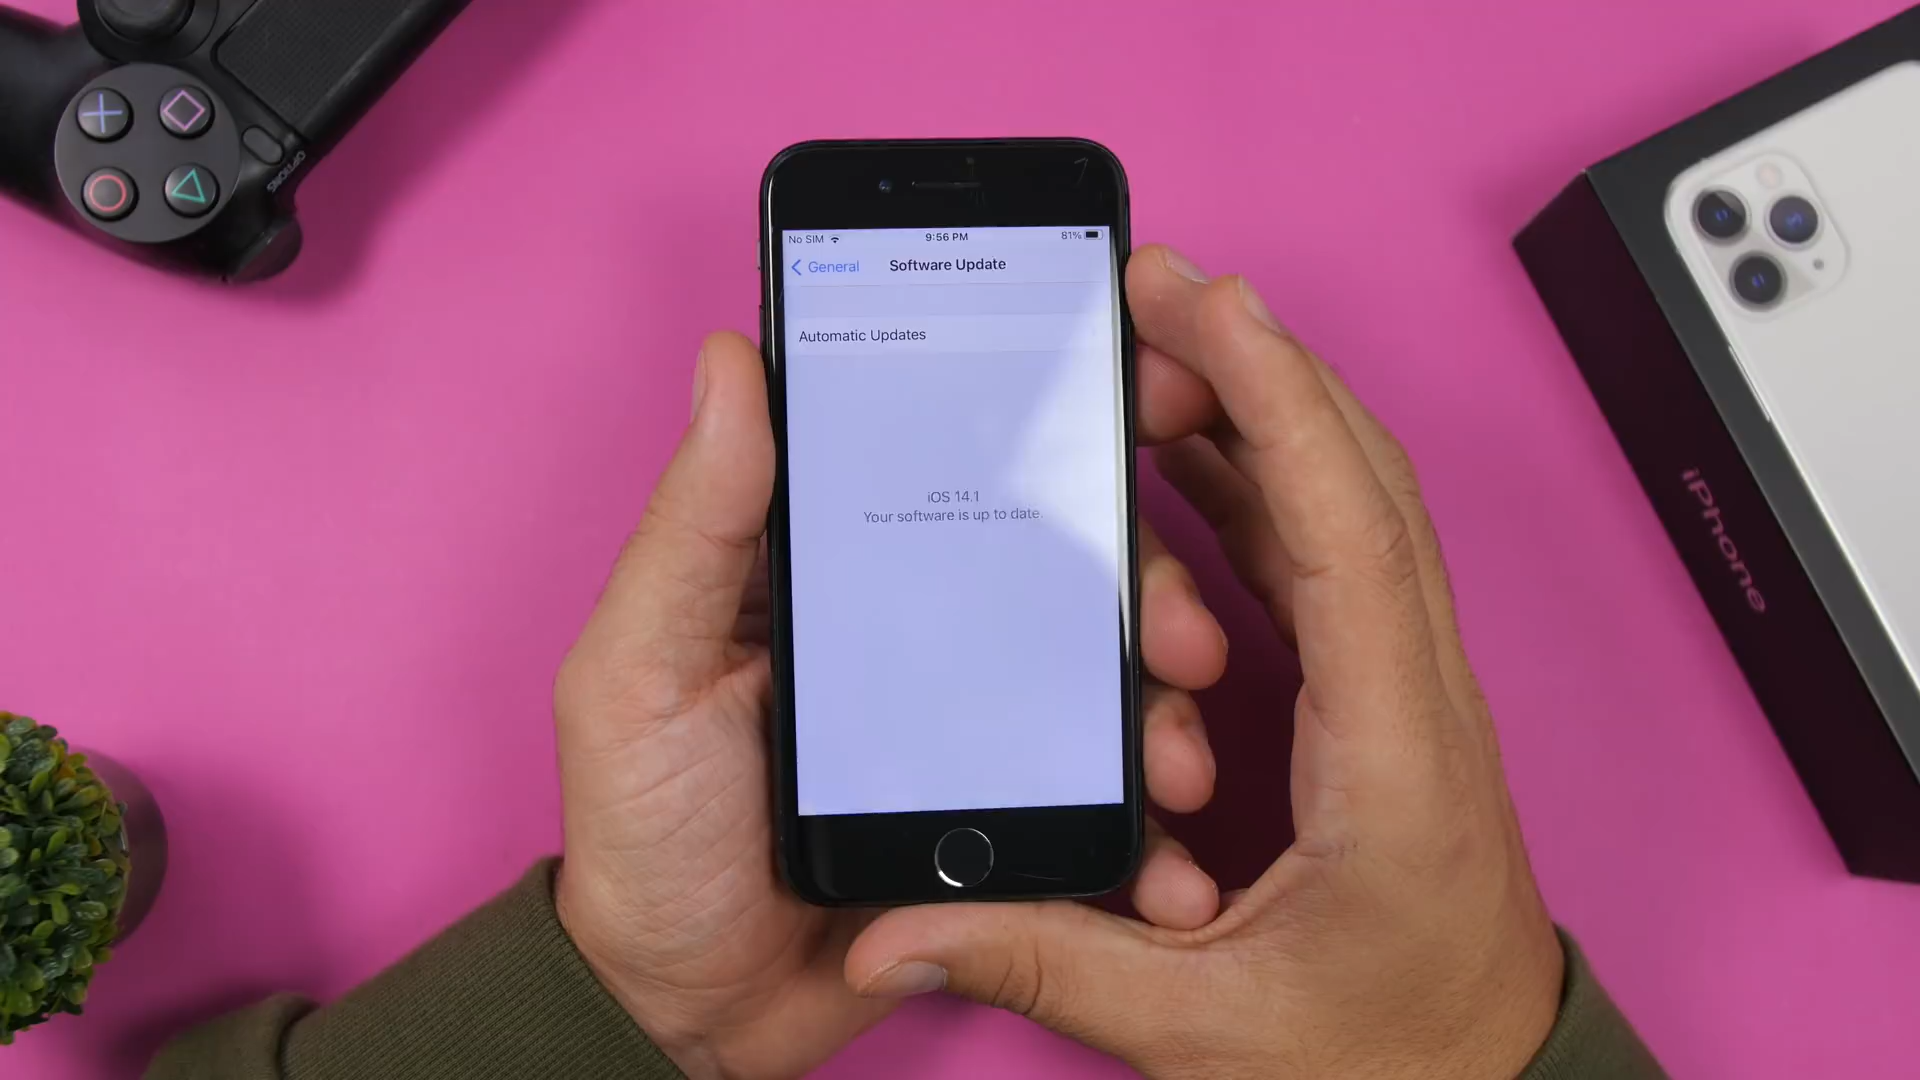 No SIM 9:56 PM 81%
General Software Update
Automatic Updates
iOS 14.1
Your software is up to date.
OPTIONS
iPhone